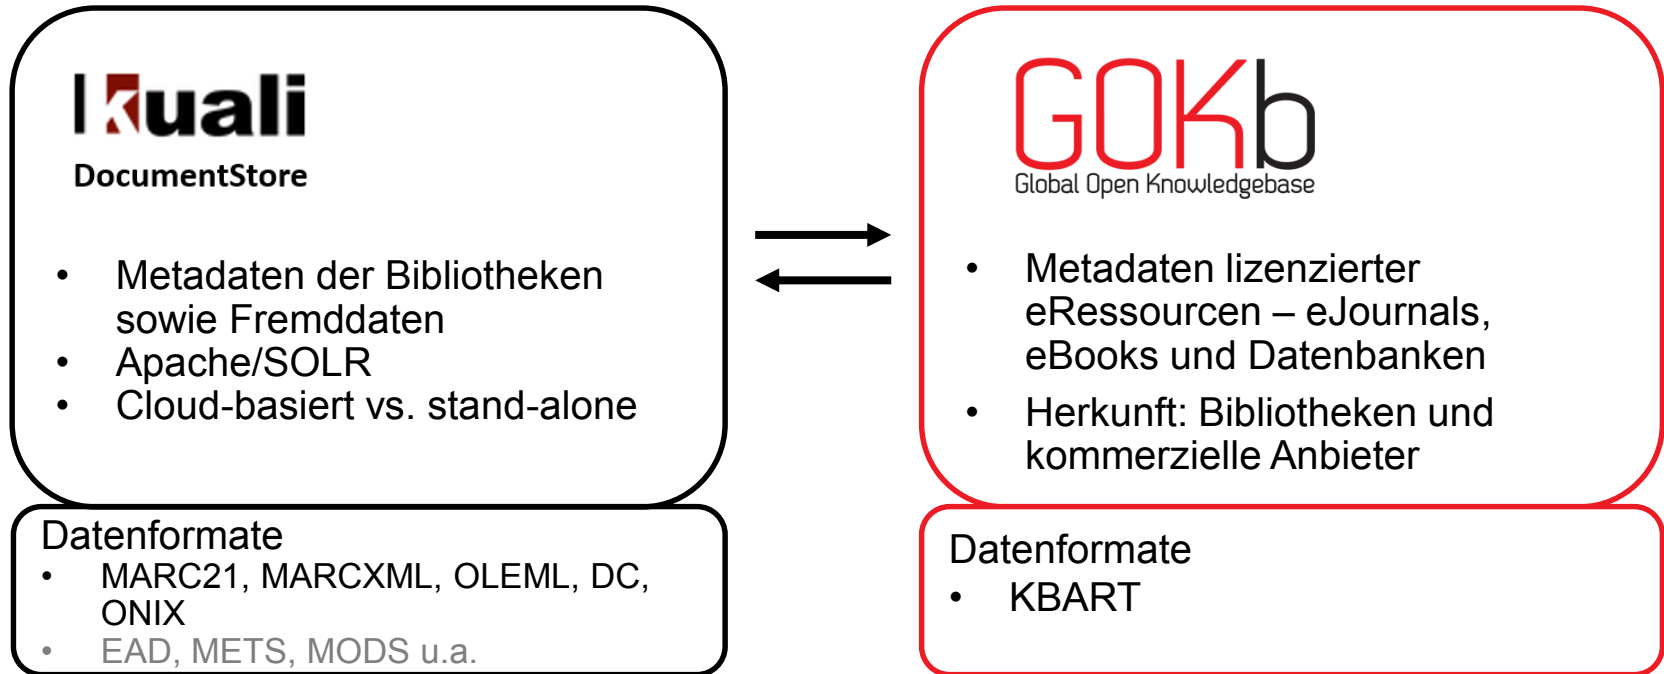 kuali
DocumentStore
• Metadaten der Bibliotheken
sowie Fremddaten
• Apache/SOLR
• Cloud-basiert vs. stand-alone
Datenformate
• MARC21, MARCXML, OLEML, DC,
ONIX
• EAD, METS, MODS u.a.
GOKb
Global Open Knowledgebase
• Metadaten lizenzierter
eRessourcen – eJournals,
eBooks und Datenbanken
• Herkunft: Bibliotheken und
kommerzielle Anbieter
Datenformate
• KBART